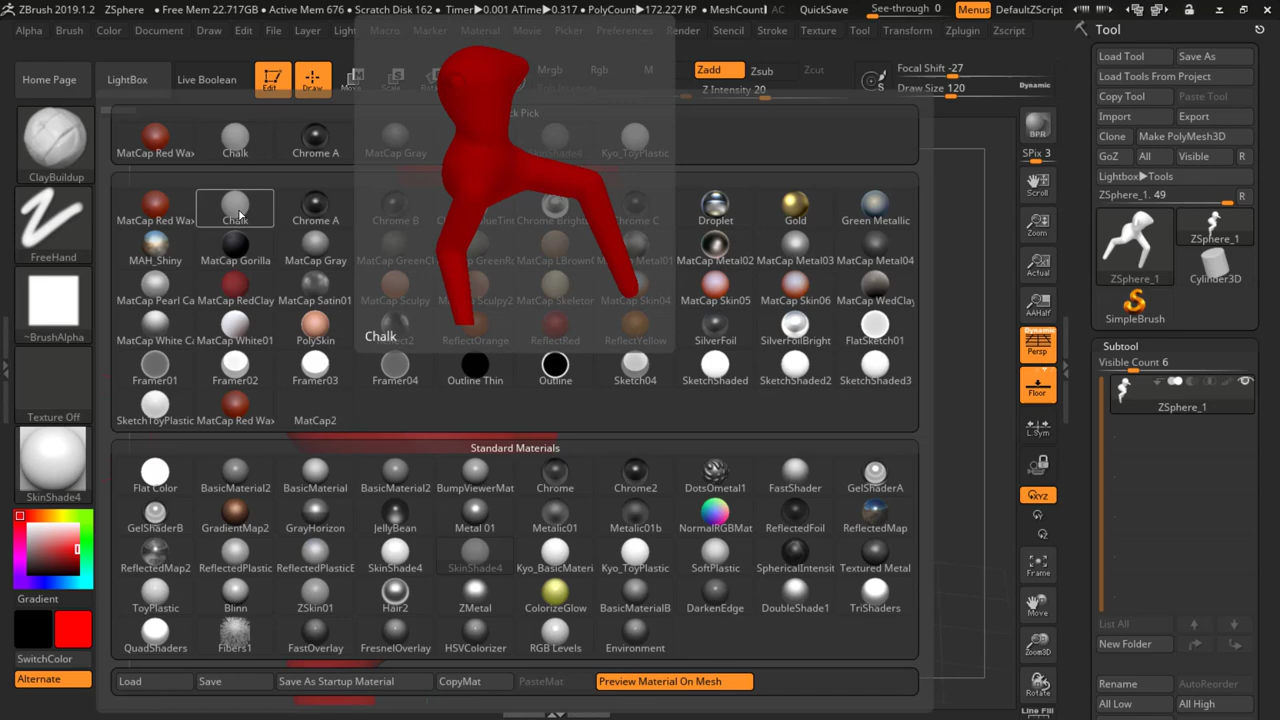 ZBrush 2019.1.2 ZSphere • Free Mem 22.717GB • Active Mem 676 • Scratch Disk 162 • Timer▶0.001 ATime▶0.317 • PolyCount▶172.227 KP • MeshCount▶1 AC QuickSave See-through 0 Menus DefaultZScript
Alpha Brush Color Document Draw Edit File Layer Light Macro Marker Material Movie Picker Preferences Render Stencil Stroke Texture Tool Transform Zplugin Zscript
Home Page LightBox Live Boolean Edit Draw Move Scale Mrgb Rgb M Zadd Zsub Zcut Focal Shift -27
Z Intensity 20 Draw Size 120 Dynamic
MatCap Red Wax Chalk Chrome A MatCap Gray SkinShade4 Kyo_ToyPlastic
MatCap Red Wax Chalk Chrome A Chrome B Chrome BlueTint Chrome Bright Chrome C Droplet Gold Green Metallic
MAH_Shiny MatCap Gorilla MatCap Gray MatCap Metal02 MatCap Metal03 MatCap Metal04
MatCap Pearl Ca MatCap RedClay MatCap Satin01 MatCap Sculpy MatCap Sculpy2 MatCap Skeleton MatCap Skin04 MatCap Skin05 MatCap Skin06 MatCap WedClay
MatCap White Ca MatCap White01 PolySkin ReflectOrange ReflectRed ReflectYellow SilverFoil SilverFoilBright FlatSketch01
Chalk
Framer01 Framer02 Framer03 Framer04 Outline Thin Outline Sketch04 SketchShaded SketchShaded2 SketchShaded3
SketchToyPlastic MatCap Red Wax MatCap2
Standard Materials
Flat Color BasicMaterial2 BasicMaterial BasicMaterial2 BumpViewerMat Chrome Chrome2 DotsOmetal1 FastShader GelShaderA
GelShaderB GradientMap2 GrayHorizon JellyBean Metal 01 Metalic01 Metalic01b NormalRGBMat ReflectedFoil ReflectedMap
ReflectedMap2 ReflectedPlastic ReflectedPlasticB SkinShade4 SkinShade4 Kyo_BasicMateri Kyo_ToyPlastic SoftPlastic SphericalIntensit Textured Metal
ToyPlastic Blinn ZSkin01 Hair2 ZMetal ColorizeGlow BasicMaterialB DarkenEdge DoubleShade1 TriShaders
QuadShaders Fibers1 FastOverlay FresnelOverlay HSVColorizer RGB Levels Environment
Load Save Save As Startup Material CopyMat PasteMat Preview Material On Mesh
ClayBuildup
FreeHand
~BrushAlpha
Texture Off
SkinShade4
Gradient
SwitchColor
Alternate
BPR
SPix 3
Scroll
Zoom
Actual
AAHalf
Dynamic
Persp
Floor
L.Sym
XYZ
Y
Z
Frame
Move
Zoom3D
Rotate
Line Fill
Tool
Load Tool Save As
Load Tools From Project
Copy Tool Paste Tool
Import Export
Clone Make PolyMesh3D
GoZ All Visible R
Lightbox▶Tools
ZSphere_1. 49 R
ZSphere_1 ZSphere_1
Cylinder3D
SimpleBrush
Subtool
Visible Count 6
ZSphere_1
List All
New Folder
Rename AutoReorder
All Low All High